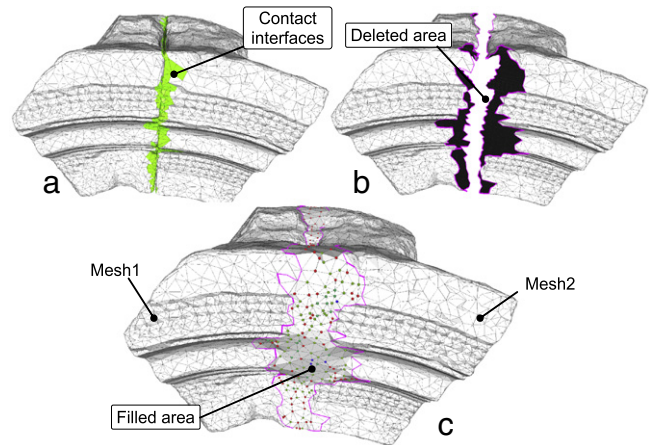 Contact
interfaces
Deleted area
a
b
Mesh1
Mesh2
Filled area
c